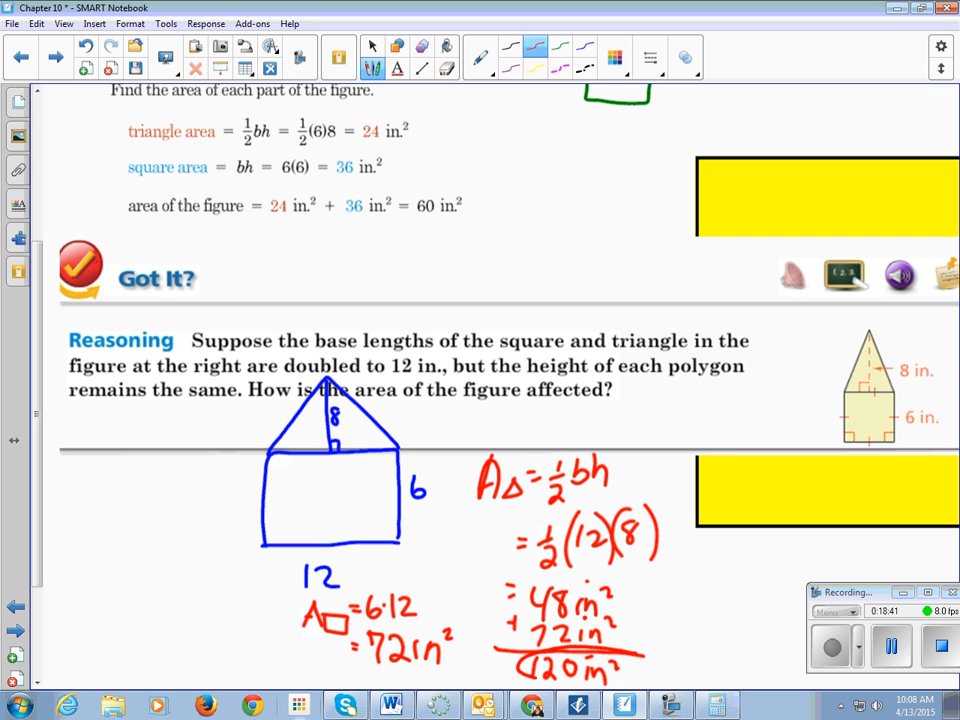 Chapter 10 * - SMART Notebook
File Edit View Insert Format Tools Response Add-ons Help
Find the area of each part of the figure.
triangle area = 1/2 bh = 1/2 (6)8 = 24 in.²
square area = bh = 6(6) = 36 in.²
area of the figure = 24 in.² + 36 in.² = 60 in.²
Got It?
Reasoning Suppose the base lengths of the square and triangle in the
figure at the right are doubled to 12 in., but the height of each polygon
remains the same. How is the area of the figure affected?
8 in.
6 in.
8
6
12
A□ = 6·12
= 72 in²
A△ = 1/2 bh
= 1/2 (12)(8)
= 48 in²
+ 72 in²
120 in²
Recording...
Menu
0:18:41
8.0 fps
10:08 AM
4/13/2015